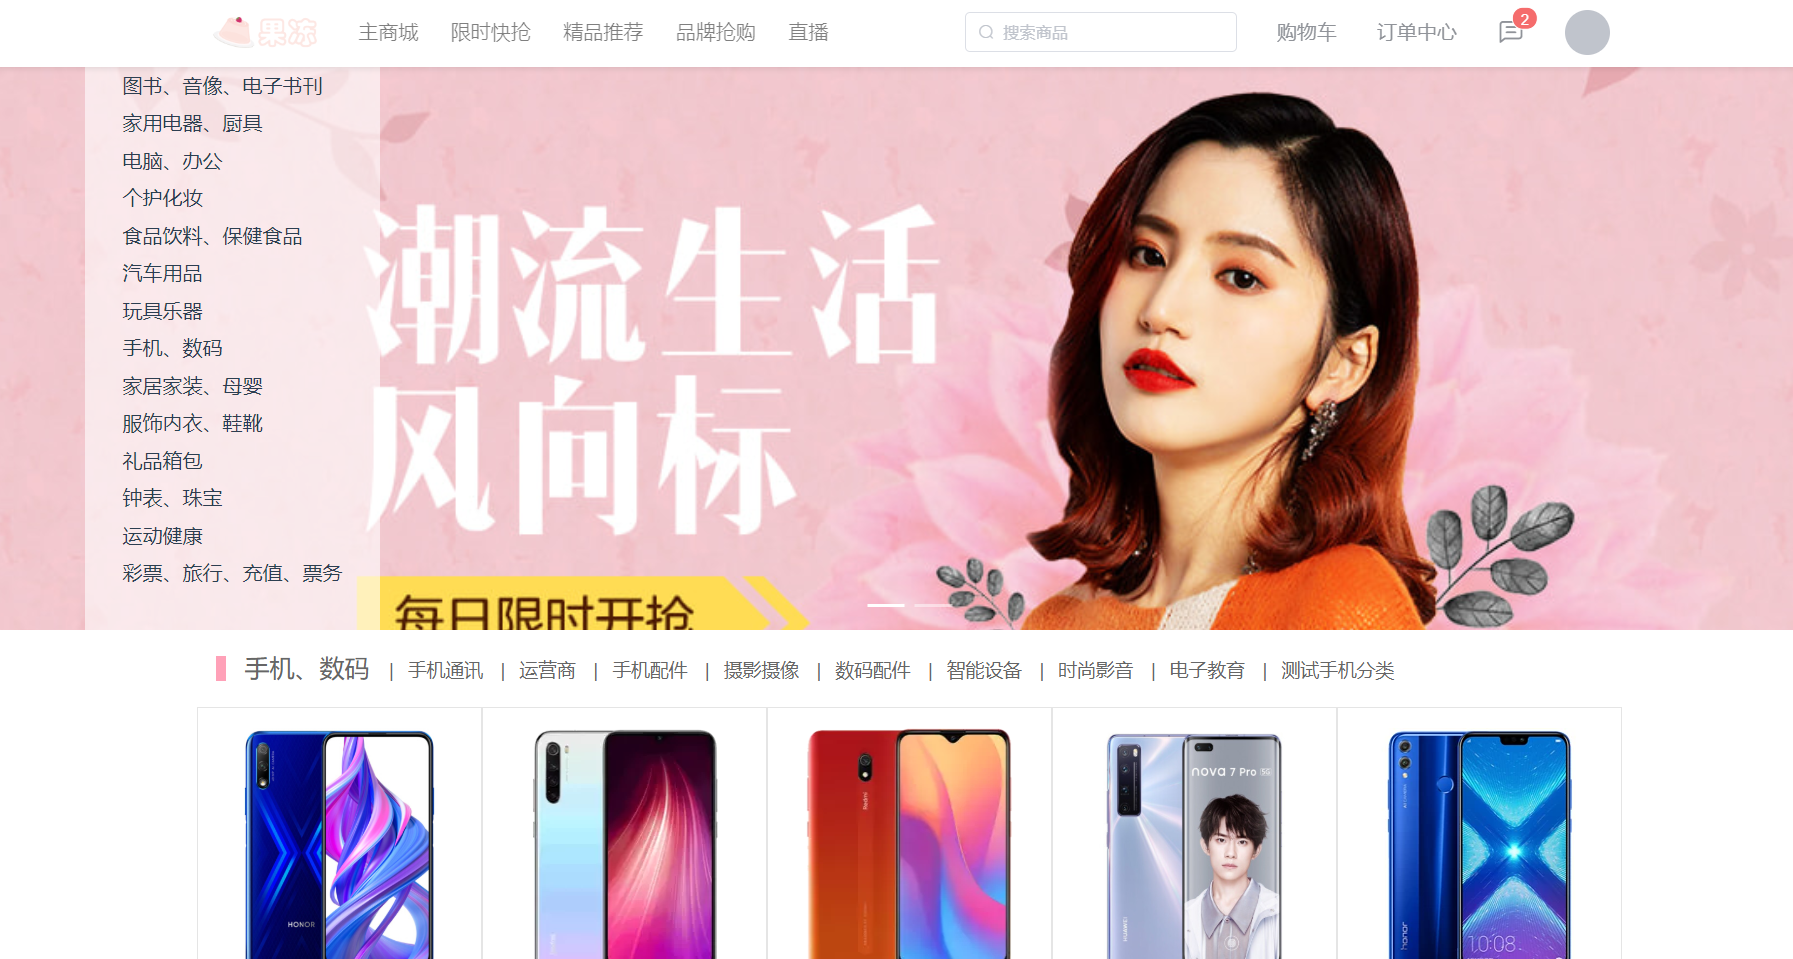 果冻 主商城 限时快抢 精品推荐 品牌抢购 直播 搜索商品 购物车 订单中心 2
图书、音像、电子书刊
家用电器、厨具
电脑、办公
个护化妆
食品饮料、保健食品
汽车用品
玩具乐器
手机、数码
家居家装、母婴
服饰内衣、鞋靴
礼品箱包
钟表、珠宝
运动健康
彩票、旅行、充值、票务
潮流生活
风向标
每日限时开抢
手机、数码 | 手机通讯 | 运营商 | 手机配件 | 摄影摄像 | 数码配件 | 智能设备 | 时尚影音 | 电子教育 | 测试手机分类
HONOR
Redmi
nova 7 Pro 5G
HUAWEI
honor
10:08